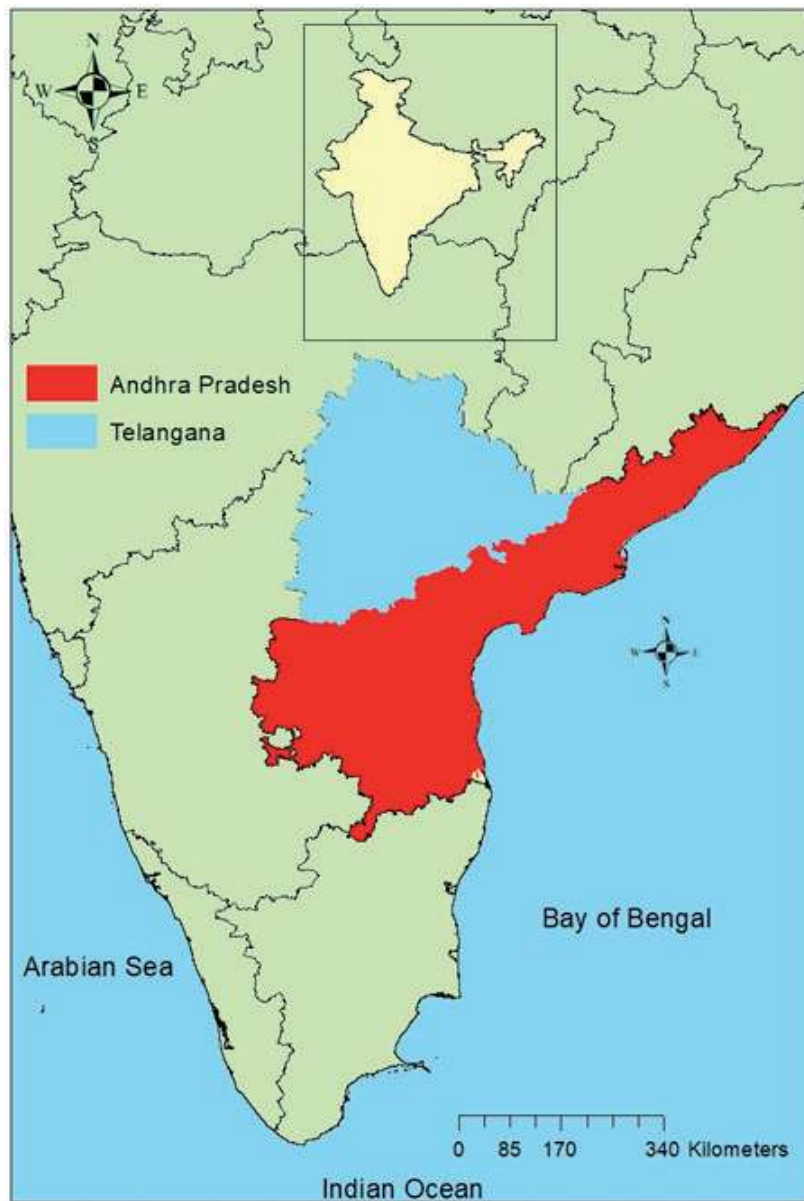 N
W E
S
Andhra Pradesh
Telangana
N
W E
S
Bay of Bengal
Arabian Sea
0 85 170 340 Kilometers
Indian Ocean